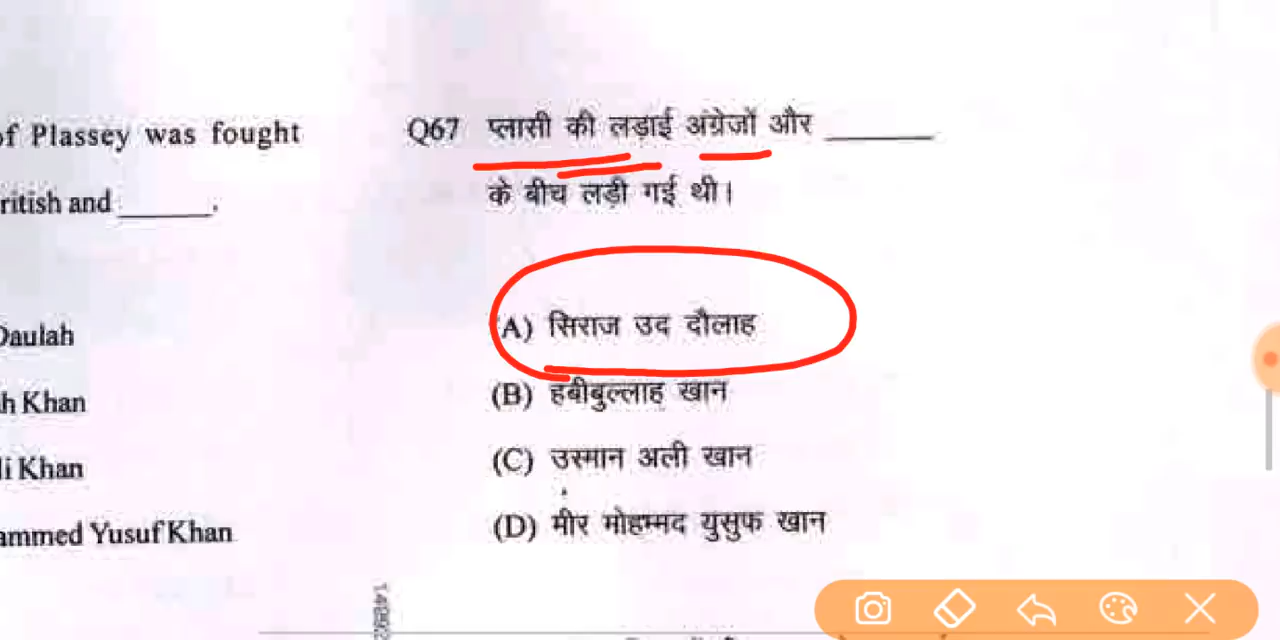 of Plassey was fought
ritish and ______.
Daulah
h Khan
li Khan
ammed Yusuf Khan
Q67 प्लासी की लड़ाई अंग्रेजों और ______
के बीच लड़ी गई थी।
(A) सिराज उद दौलाह
(B) हबीबुल्लाह खान
(C) उस्मान अली खान
(D) मीर मोहम्मद युसुफ खान